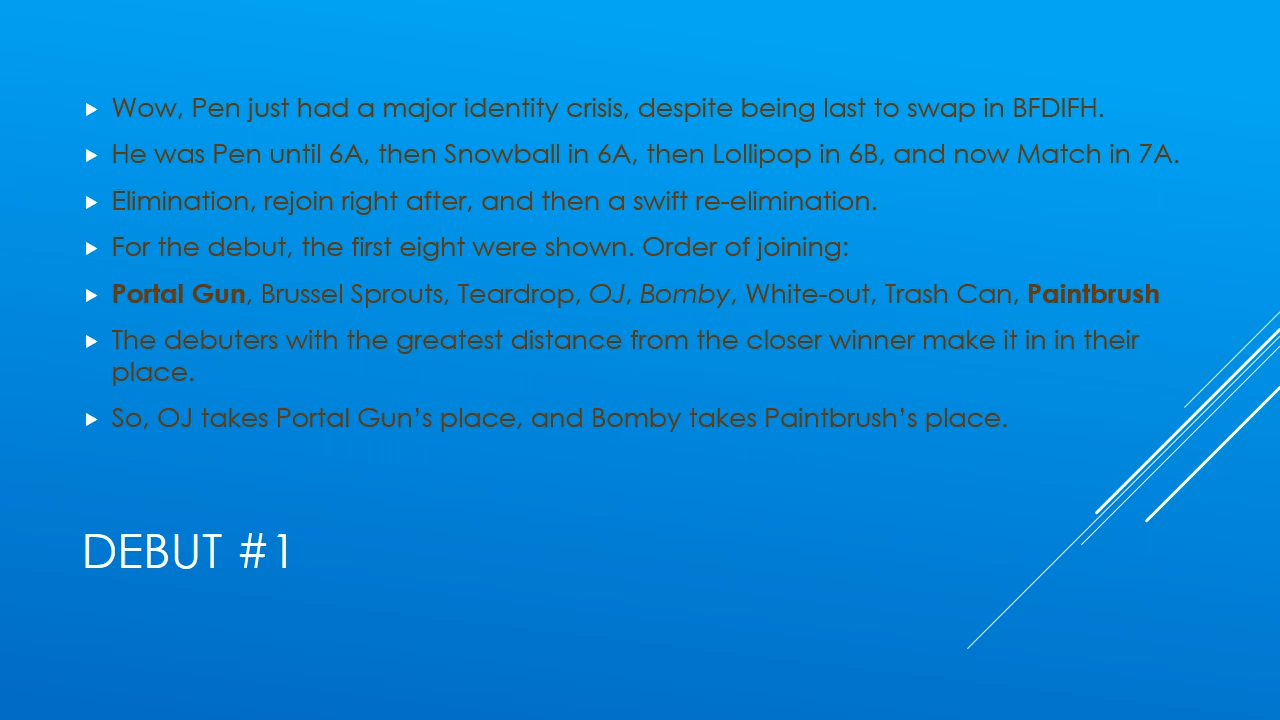 Wow, Pen just had a major identity crisis, despite being last to swap in BFDIFH.
He was Pen until 6A, then Snowball in 6A, then Lollipop in 6B, and now Match in 7A.
Elimination, rejoin right after, and then a swift re-elimination.
For the debut, the first eight were shown. Order of joining:
Portal Gun, Brussel Sprouts, Teardrop, OJ, Bomby, White-out, Trash Can, Paintbrush
The debuters with the greatest distance from the closer winner make it in in their
place.
So, OJ takes Portal Gun’s place, and Bomby takes Paintbrush’s place.
DEBUT #1